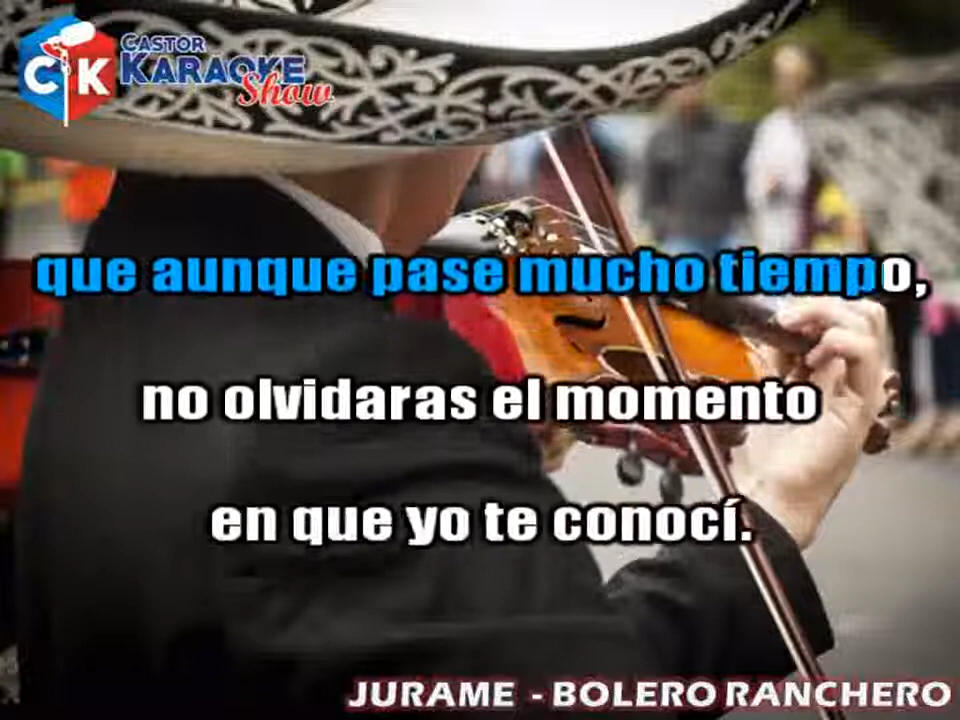 CASTOR
CK KARAOKE
Show
que aunque pase mucho tiempo,
no olvidaras el momento
en que yo te conocí.
JURAME - BOLERO RANCHERO